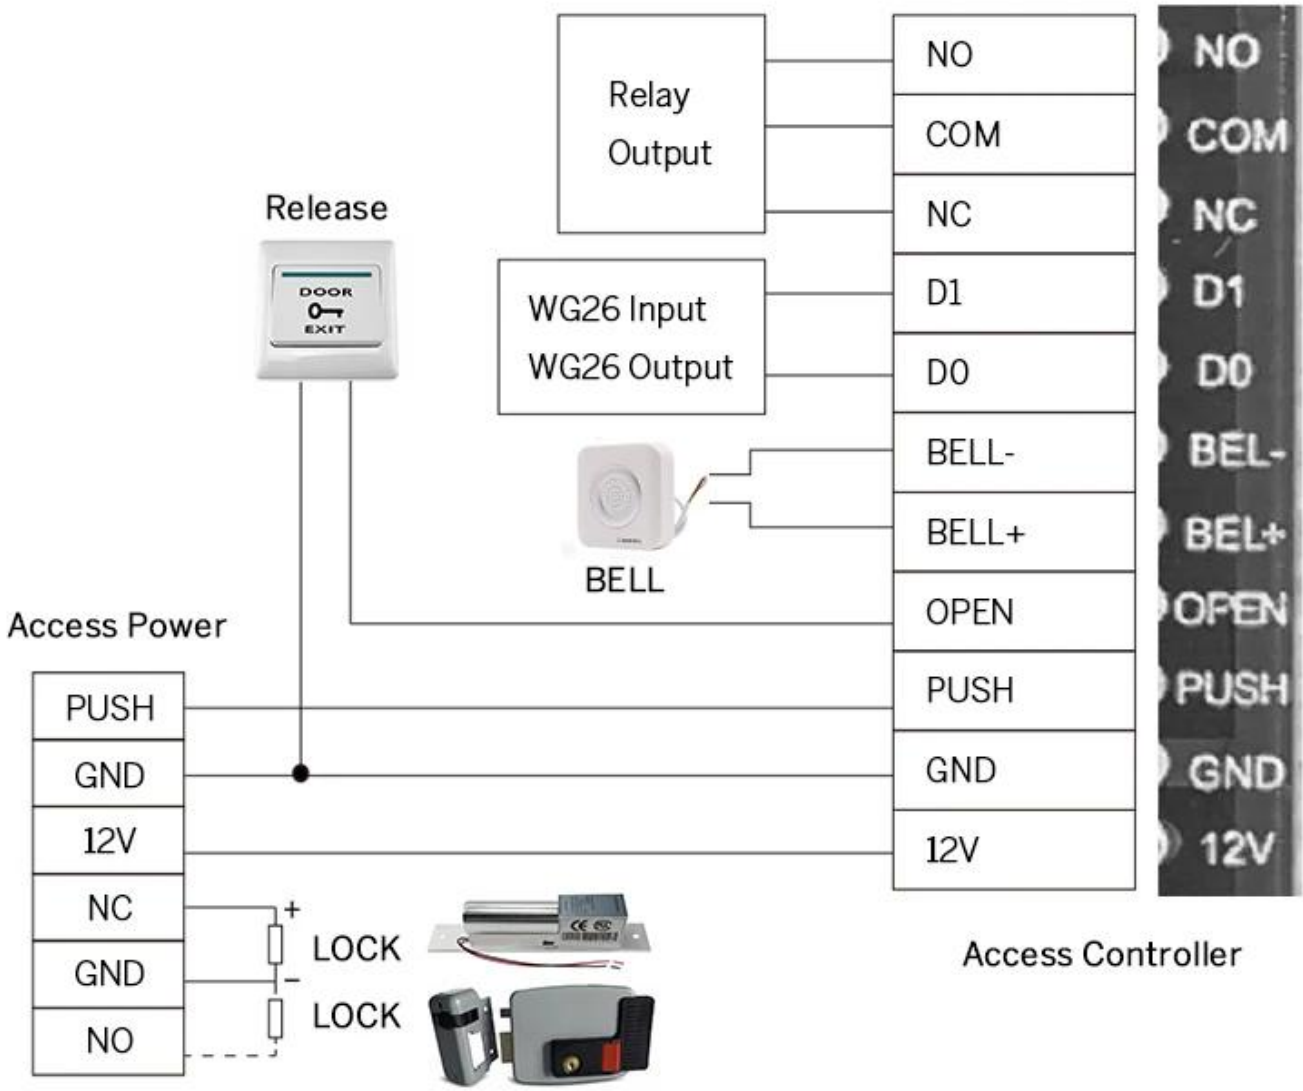 Relay
Output
NO
COM
NC
D1
D0
BELL-
BELL+
OPEN
PUSH
GND
12V
NO
COM
NC
D1
D0
BEL-
BEL+
OPEN
PUSH
GND
12V
Release
DOOR
EXIT
WG26 Input
WG26 Output
BELL
Access Power
PUSH
GND
12V
NC
GND
NO
+
LOCK
−
LOCK
CE
Access Controller